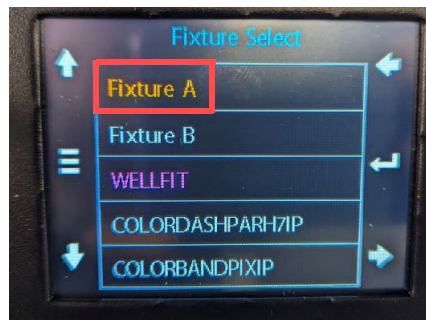 Fixture Select
Fixture A
Fixture B
WELLFIT
COLORDASHPARH7IP
COLORBANDPIXIP